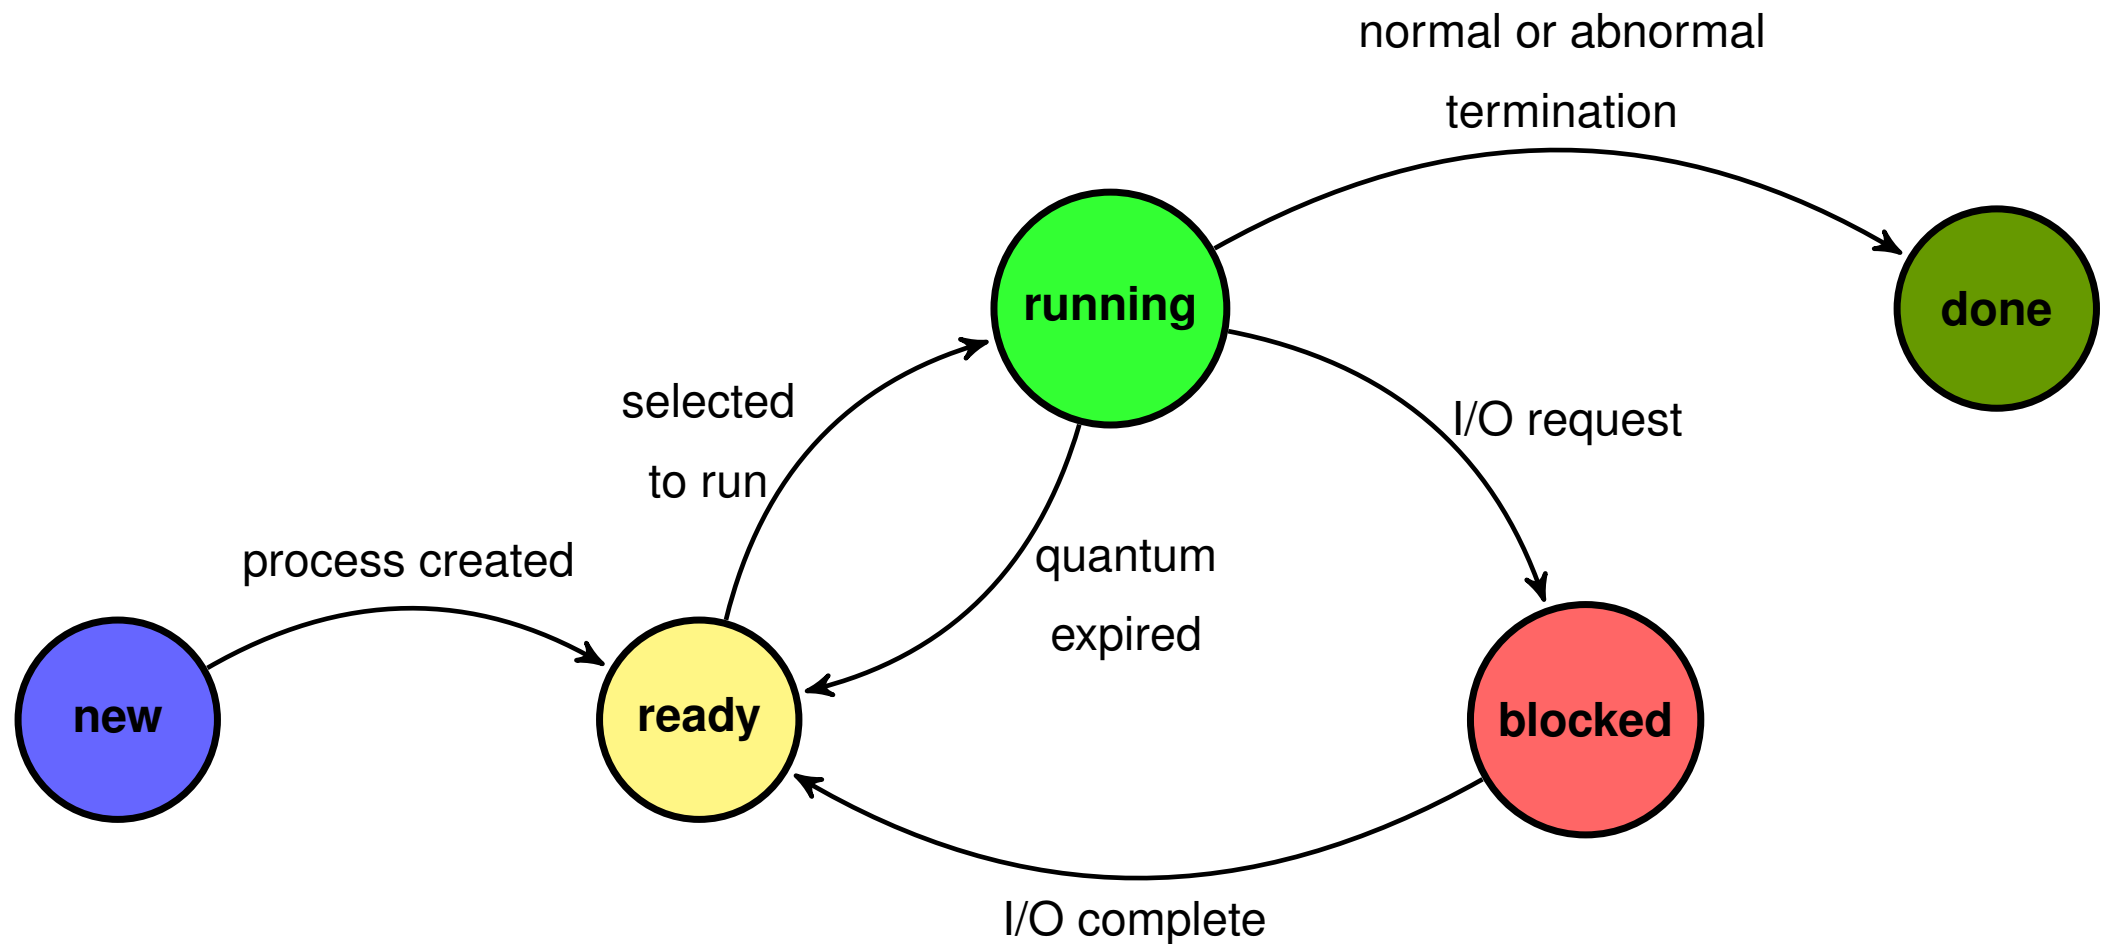 normal or abnormal
termination
running
done
selected
to run
I/O request
process created
quantum
expired
new
ready
blocked
I/O complete